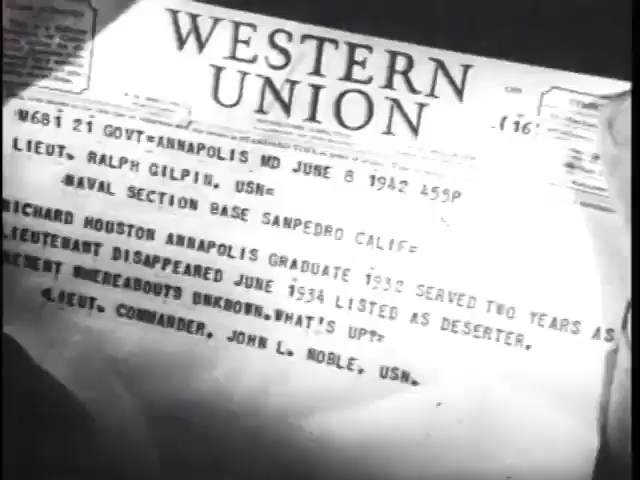 WESTERN
UNION
(16)
M681 21 GOVT=ANNAPOLIS MD JUNE 8 1942 455P
LIEUT. RALPH GILPIN, USN=
NAVAL SECTION BASE SANPEDRO CALIF=
RICHARD HOUSTON ANNAPOLIS GRADUATE 1932 SERVED TWO YEARS AS
LIEUTENANT DISAPPEARED JUNE 1934 LISTED AS DESERTER.
PRESENT WHEREABOUTS UNKNOWN.WHAT'S UP?=
LIEUT. COMMANDER. JOHN L. NOBLE. USN.